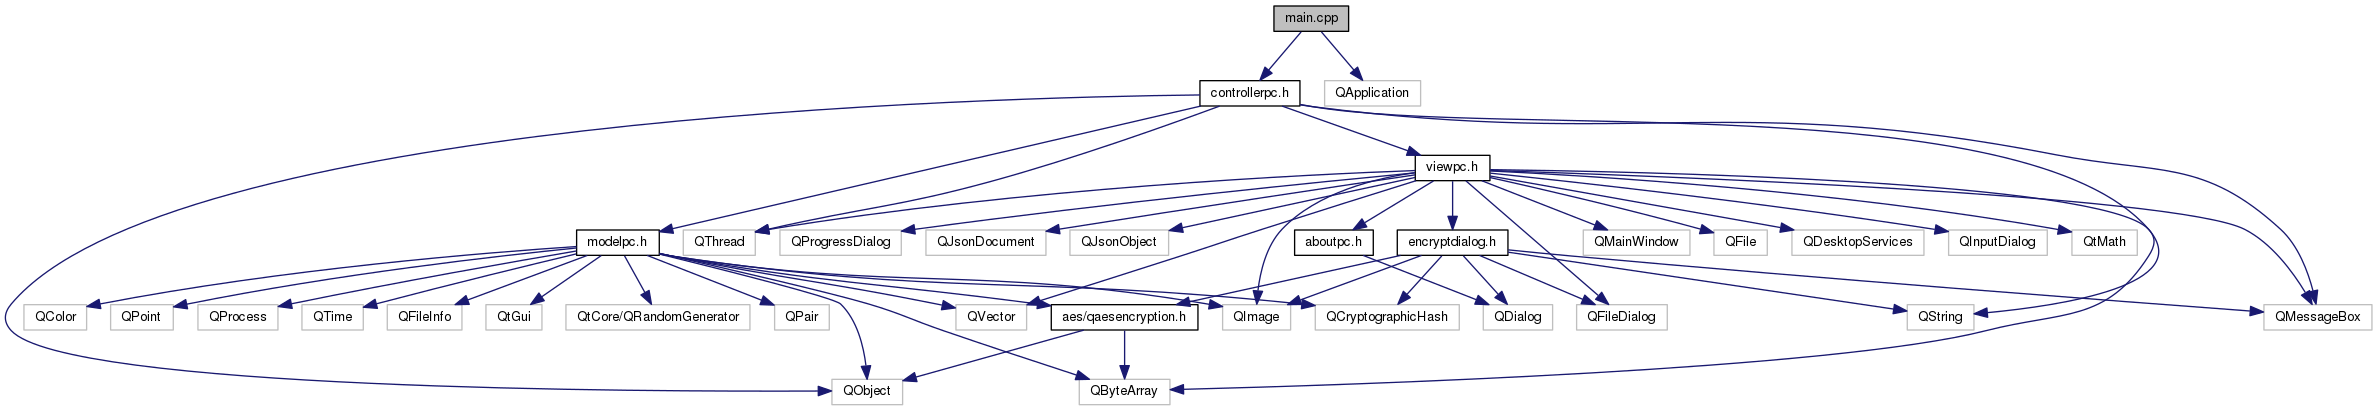 main.cpp
controllerpc.h
QApplication
viewpc.h
modelpc.h
QThread
QProgressDialog
QJsonDocument
QJsonObject
aboutpc.h
encryptdialog.h
QMainWindow
QFile
QDesktopServices
QInputDialog
QtMath
QColor
QPoint
QProcess
QTime
QFileInfo
QtGui
QtCore/QRandomGenerator
QPair
QVector
aes/qaesencryption.h
QImage
QCryptographicHash
QDialog
QFileDialog
QString
QMessageBox
QObject
QByteArray